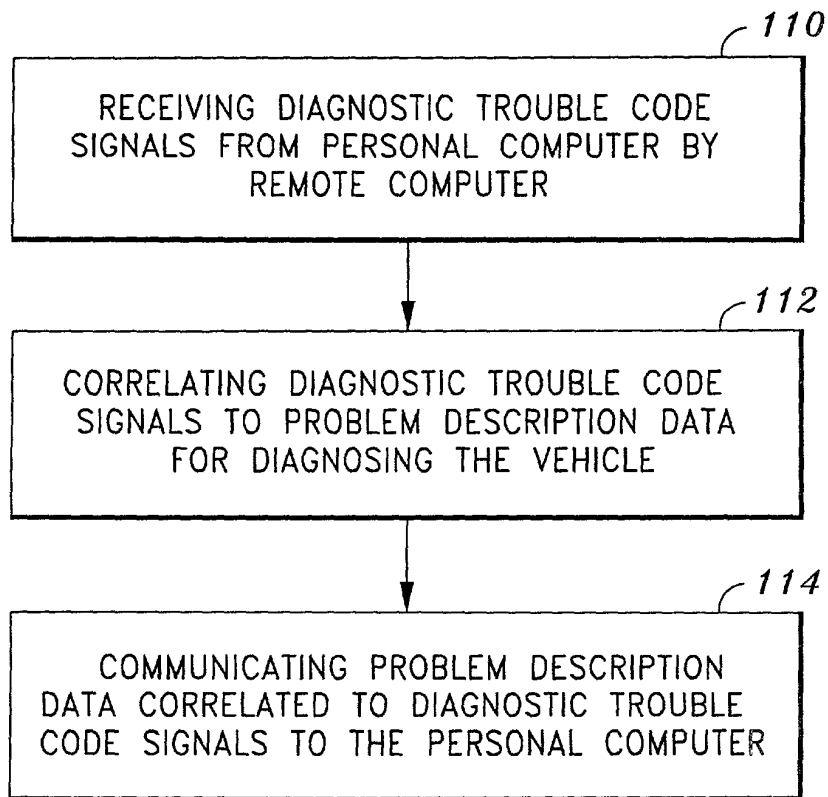 110
RECEIVING DIAGNOSTIC TROUBLE CODE
SIGNALS FROM PERSONAL COMPUTER BY
REMOTE COMPUTER
112
CORRELATING DIAGNOSTIC TROUBLE CODE
SIGNALS TO PROBLEM DESCRIPTION DATA
FOR DIAGNOSING THE VEHICLE
114
COMMUNICATING PROBLEM DESCRIPTION
DATA CORRELATED TO DIAGNOSTIC TROUBLE
CODE SIGNALS TO THE PERSONAL COMPUTER